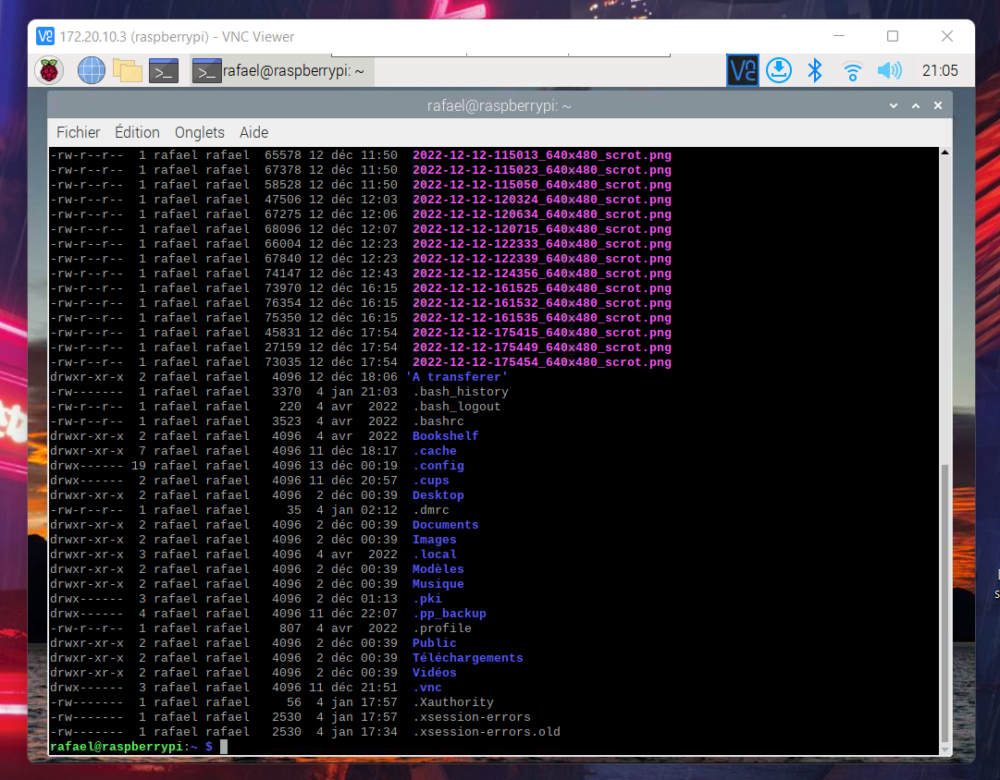 172.20.10.3 (raspberrypi) - VNC Viewer
rafael@raspberrypi: ~
21:05
rafael@raspberrypi: ~
Fichier Édition Onglets Aide
-rw-r--r-- 1 rafael rafael 65578 12 déc 11:50 2022-12-12-115013_640x480_scrot.png
-rw-r--r-- 1 rafael rafael 67378 12 déc 11:50 2022-12-12-115023_640x480_scrot.png
-rw-r--r-- 1 rafael rafael 58528 12 déc 11:50 2022-12-12-115050_640x480_scrot.png
-rw-r--r-- 1 rafael rafael 47506 12 déc 12:03 2022-12-12-120324_640x480_scrot.png
-rw-r--r-- 1 rafael rafael 67275 12 déc 12:06 2022-12-12-120634_640x480_scrot.png
-rw-r--r-- 1 rafael rafael 68096 12 déc 12:07 2022-12-12-120715_640x480_scrot.png
-rw-r--r-- 1 rafael rafael 66004 12 déc 12:23 2022-12-12-122333_640x480_scrot.png
-rw-r--r-- 1 rafael rafael 67840 12 déc 12:23 2022-12-12-122339_640x480_scrot.png
-rw-r--r-- 1 rafael rafael 74147 12 déc 12:43 2022-12-12-124356_640x480_scrot.png
-rw-r--r-- 1 rafael rafael 73970 12 déc 16:15 2022-12-12-161525_640x480_scrot.png
-rw-r--r-- 1 rafael rafael 76354 12 déc 16:15 2022-12-12-161532_640x480_scrot.png
-rw-r--r-- 1 rafael rafael 75350 12 déc 16:15 2022-12-12-161535_640x480_scrot.png
-rw-r--r-- 1 rafael rafael 45831 12 déc 17:54 2022-12-12-175415_640x480_scrot.png
-rw-r--r-- 1 rafael rafael 27159 12 déc 17:54 2022-12-12-175449_640x480_scrot.png
-rw-r--r-- 1 rafael rafael 73035 12 déc 17:54 2022-12-12-175454_640x480_scrot.png
drwxr-xr-x 2 rafael rafael 4096 12 déc 18:06 'A transferer'
-rw------- 1 rafael rafael 3370 4 jan 21:03 .bash_history
-rw-r--r-- 1 rafael rafael 220 4 avr 2022 .bash_logout
-rw-r--r-- 1 rafael rafael 3523 4 avr 2022 .bashrc
drwxr-xr-x 2 rafael rafael 4096 4 avr 2022 Bookshelf
drwxr-xr-x 7 rafael rafael 4096 11 déc 18:17 .cache
drwx------ 19 rafael rafael 4096 13 déc 00:19 .config
drwx------ 2 rafael rafael 4096 11 déc 20:57 .cups
drwxr-xr-x 2 rafael rafael 4096 2 déc 00:39 Desktop
-rw-r--r-- 1 rafael rafael 35 4 jan 02:12 .dmrc
drwxr-xr-x 2 rafael rafael 4096 2 déc 00:39 Documents
drwxr-xr-x 2 rafael rafael 4096 2 déc 00:39 Images
drwxr-xr-x 3 rafael rafael 4096 4 avr 2022 .local
drwxr-xr-x 2 rafael rafael 4096 2 déc 00:39 Modèles
drwxr-xr-x 2 rafael rafael 4096 2 déc 00:39 Musique
drwx------ 3 rafael rafael 4096 2 déc 01:13 .pki
drwx------ 4 rafael rafael 4096 11 déc 22:07 .pp_backup
-rw-r--r-- 1 rafael rafael 807 4 avr 2022 .profile
drwxr-xr-x 2 rafael rafael 4096 2 déc 00:39 Public
drwxr-xr-x 2 rafael rafael 4096 2 déc 00:39 Téléchargements
drwxr-xr-x 2 rafael rafael 4096 2 déc 00:39 Vidéos
drwx------ 3 rafael rafael 4096 11 déc 21:51 .vnc
-rw------- 1 rafael rafael 56 4 jan 17:57 .Xauthority
-rw------- 1 rafael rafael 2530 4 jan 17:57 .xsession-errors
-rw------- 1 rafael rafael 2530 4 jan 17:34 .xsession-errors.old
rafael@raspberrypi:~ $